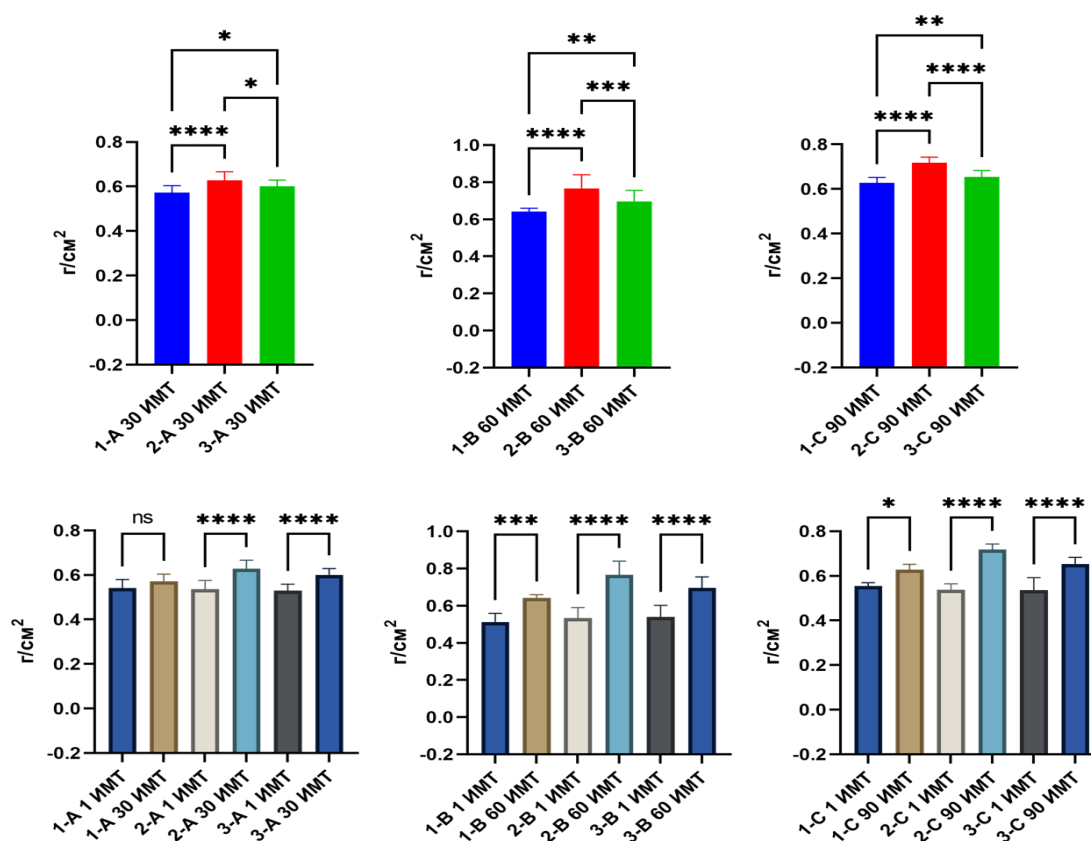 *
*
****
0.8
0.6
0.4
0.2
0.0
-0.2
г/см²
1-A 30 ИМТ
2-A 30 ИМТ
3-A 30 ИМТ
**
***
****
1.0
0.8
0.6
0.4
0.2
0.0
-0.2
г/см²
1-B 60 ИМТ
2-B 60 ИМТ
3-B 60 ИМТ
**
****
****
0.8
0.6
0.4
0.2
0.0
-0.2
г/см²
1-C 90 ИМТ
2-C 90 ИМТ
3-C 90 ИМТ
ns
****
****
0.8
0.6
0.4
0.2
0.0
-0.2
г/см²
1-A 1 ИМТ
1-A 30 ИМТ
2-A 1 ИМТ
2-A 30 ИМТ
3-A 1 ИМТ
3-A 30 ИМТ
***
****
****
1.0
0.8
0.6
0.4
0.2
0.0
-0.2
г/см²
1-B 1 ИМТ
1-B 60 ИМТ
2-B 1 ИМТ
2-B 60 ИМТ
3-B 1 ИМТ
3-B 60 ИМТ
*
****
****
0.8
0.6
0.4
0.2
0.0
-0.2
г/см²
1-C 1 ИМТ
1-C 90 ИМТ
2-C 1 ИМТ
2-C 90 ИМТ
3-C 1 ИМТ
3-C 90 ИМТ